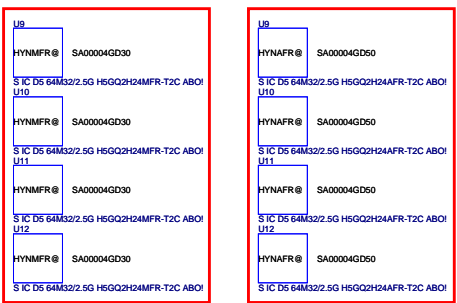 U9
HYNMFR@ SA00004GD30
S IC D5 64M32/2.5G H5GQ2H24MFR-T2C ABO!
U10
HYNMFR@ SA00004GD30
S IC D5 64M32/2.5G H5GQ2H24MFR-T2C ABO!
U11
HYNMFR@ SA00004GD30
S IC D5 64M32/2.5G H5GQ2H24MFR-T2C ABO!
U12
HYNMFR@ SA00004GD30
S IC D5 64M32/2.5G H5GQ2H24MFR-T2C ABO!
U9
HYNAFR@ SA00004GD50
S IC D5 64M32/2.5G H5GQ2H24AFR-T2C ABO!
U10
HYNAFR@ SA00004GD50
S IC D5 64M32/2.5G H5GQ2H24AFR-T2C ABO!
U11
HYNAFR@ SA00004GD50
S IC D5 64M32/2.5G H5GQ2H24AFR-T2C ABO!
U12
HYNAFR@ SA00004GD50
S IC D5 64M32/2.5G H5GQ2H24AFR-T2C ABO!